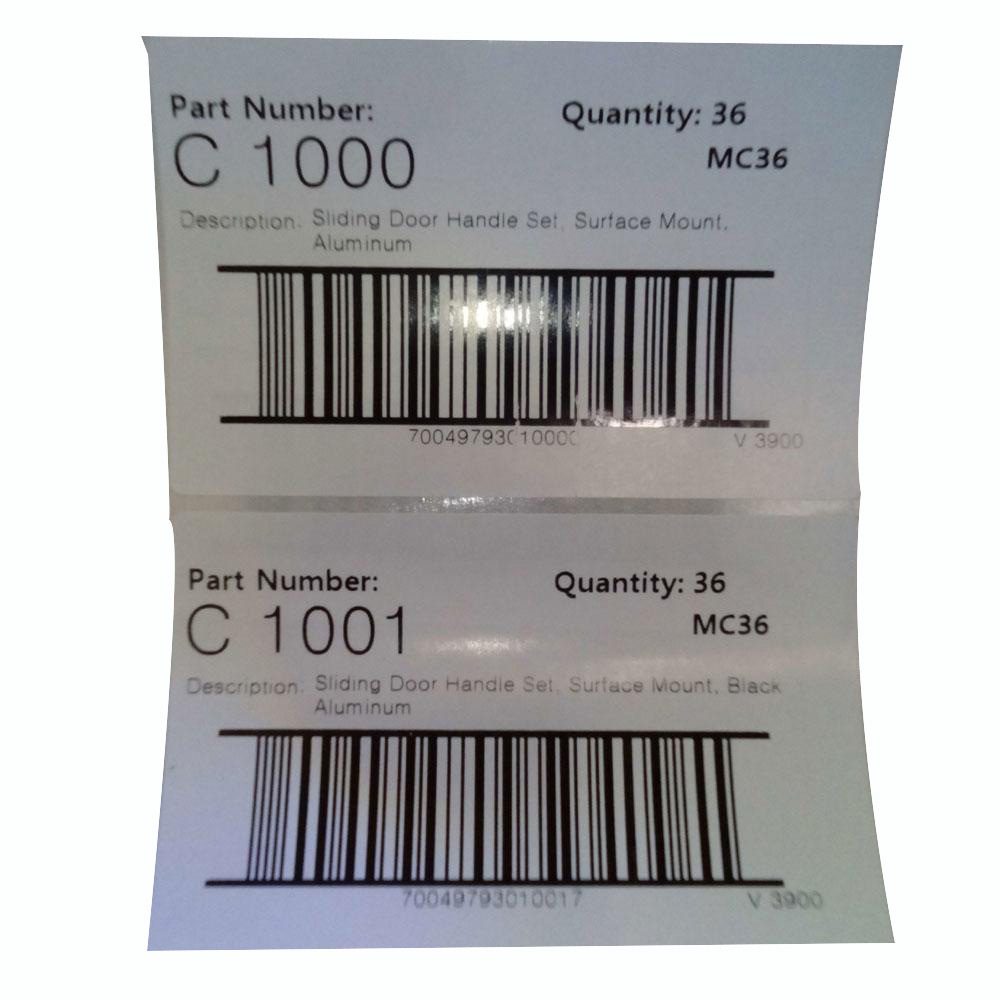 Part Number:
Quantity: 36
C 1000
MC36
Description: Sliding Door Handle Set, Surface Mount,
Aluminum
V 3900
Part Number:
Quantity: 36
C 1001
MC36
Description: Sliding Door Handle Set, Surface Mount, Black
Aluminum
70049793010017
V 3900